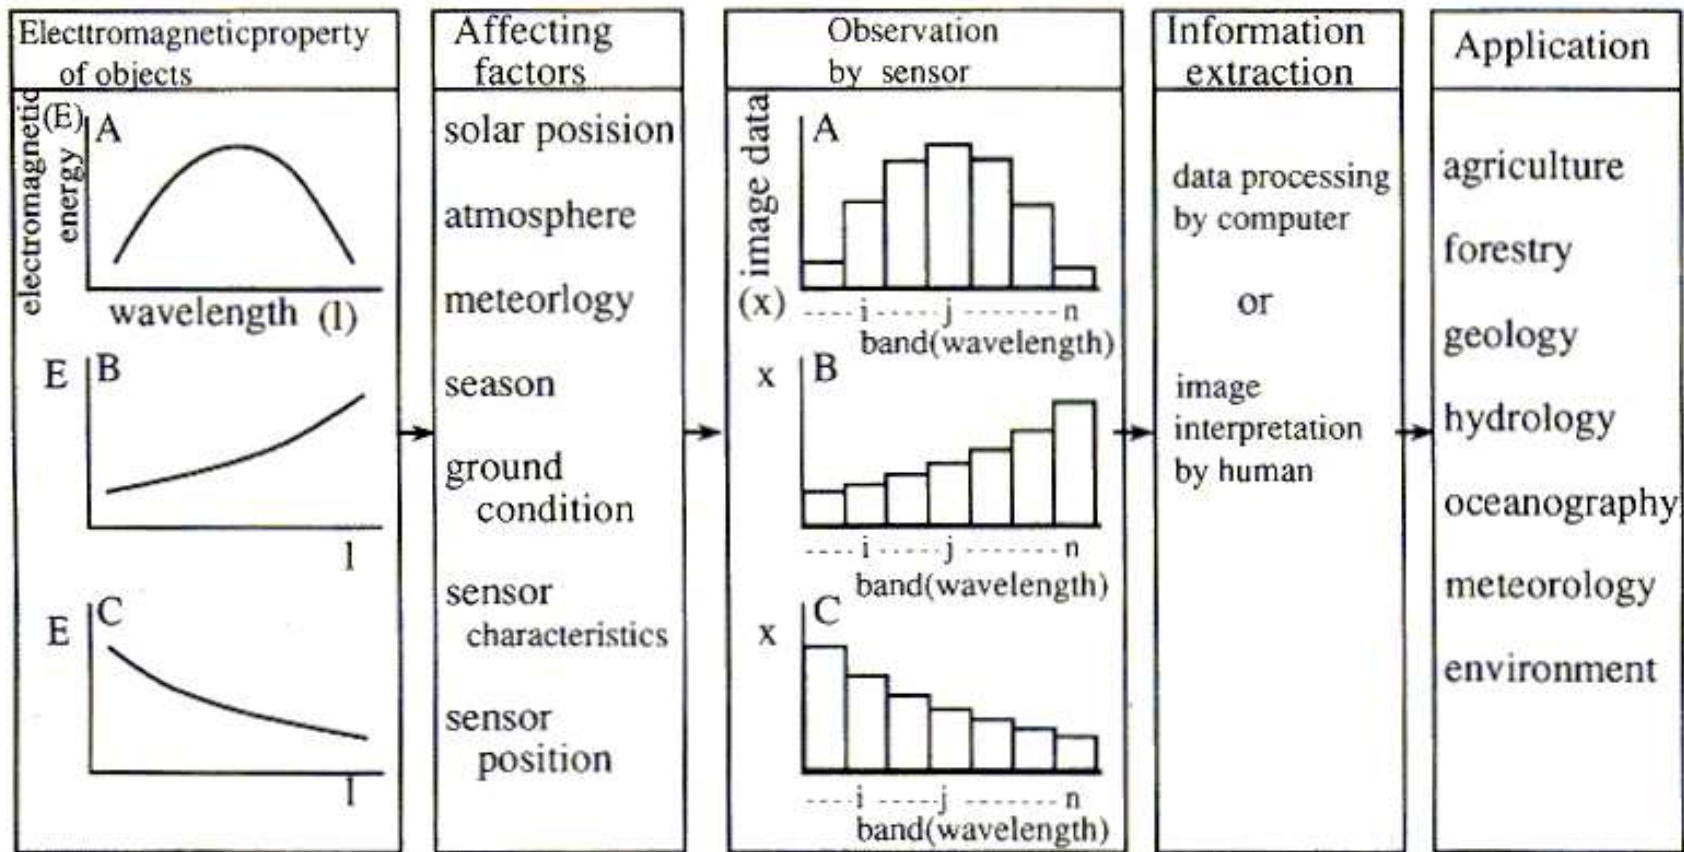 Electtromagneticproperty
of objects
electromagnetic
energy
(E)
A
wavelength (l)
E
B
l
E
C
l
Affecting
factors
solar posision
atmosphere
meteorlogy
season
ground
condition
sensor
characteristics
sensor
position
Observation
by sensor
image data
(x)
A
----i-----j-------n
band(wavelength)
x
B
----i-----j-------n
band(wavelength)
x
C
----i-----j-------n
band(wavelength)
Information
extraction
data processing
by computer
or
image
interpretation
by human
Application
agriculture
forestry
geology
hydrology
oceanography
meteorology
environment